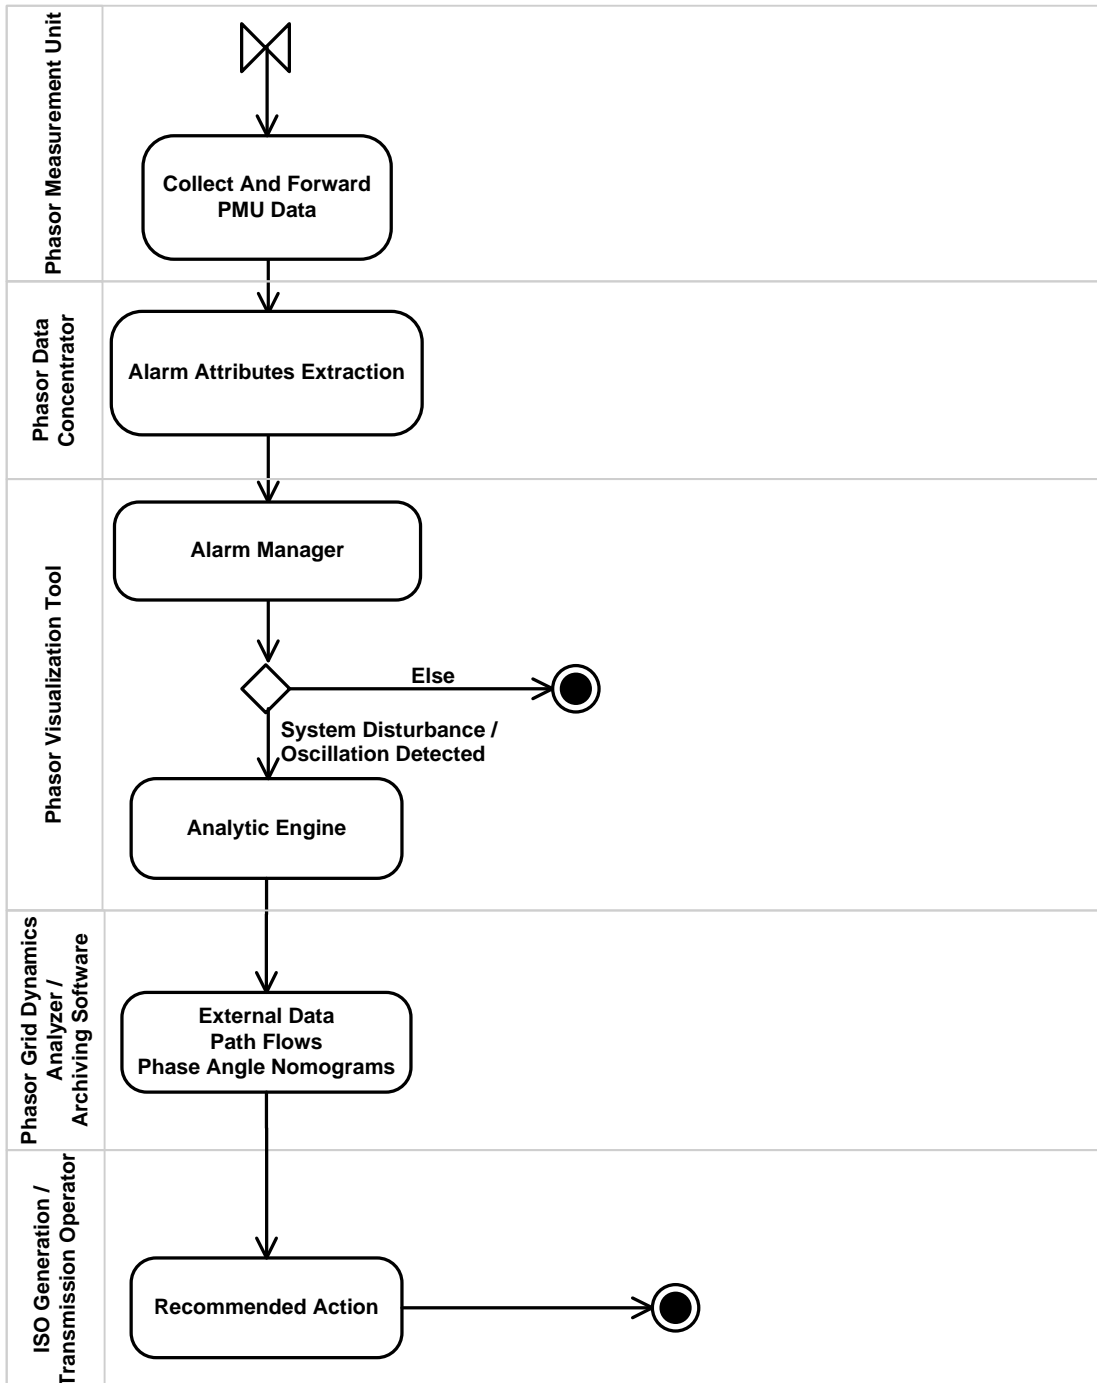 Phasor Measurement Unit
Collect And Forward
PMU Data
Phasor Data
Concentrator
Alarm Attributes Extraction
Phasor Visualization Tool
Alarm Manager
Else
System Disturbance /
Oscillation Detected
Analytic Engine
Phasor Grid Dynamics
Analyzer /
Archiving Software
External Data
Path Flows
Phase Angle Nomograms
ISO Generation /
Transmission Operator
Recommended Action